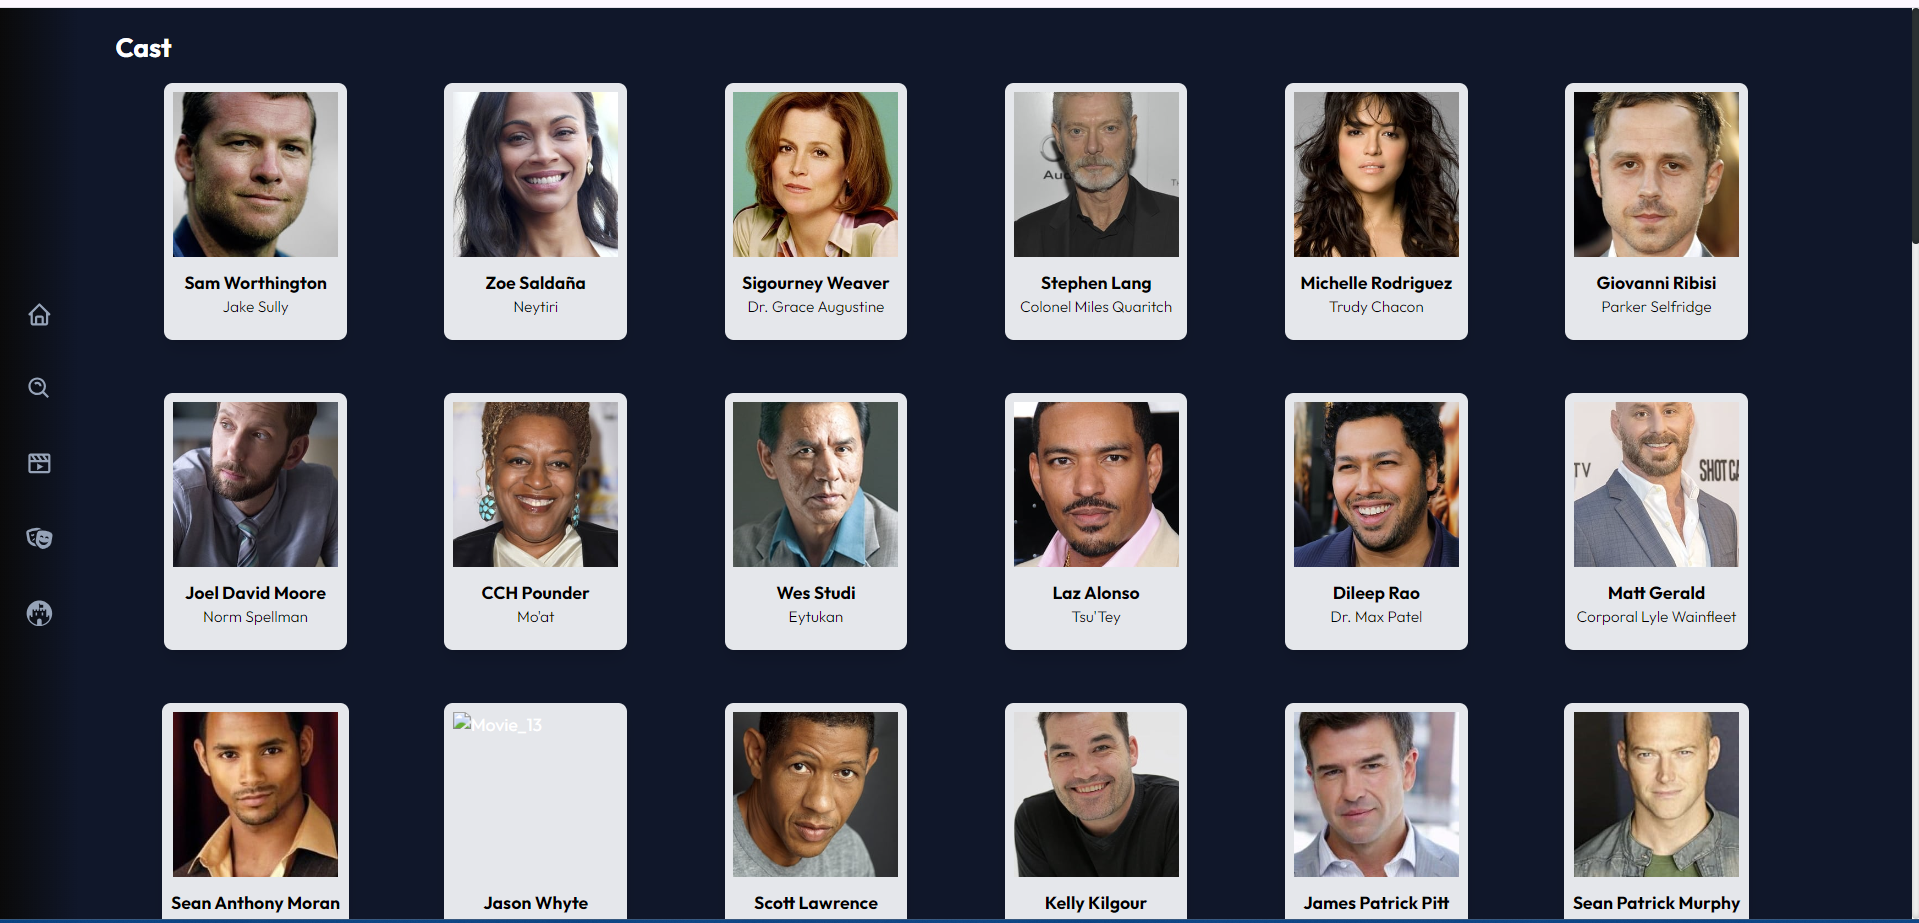 Cast
Sam Worthington
Jake Sully
Zoe Saldaña
Neytiri
Sigourney Weaver
Dr. Grace Augustine
Stephen Lang
Colonel Miles Quaritch
Michelle Rodriguez
Trudy Chacon
Giovanni Ribisi
Parker Selfridge
Joel David Moore
Norm Spellman
CCH Pounder
Mo'at
Wes Studi
Eytukan
Laz Alonso
Tsu'Tey
Dileep Rao
Dr. Max Patel
TV
SHOT CA
Matt Gerald
Corporal Lyle Wainfleet
Sean Anthony Moran
Movie_13
Jason Whyte
Scott Lawrence
Kelly Kilgour
James Patrick Pitt
Sean Patrick Murphy